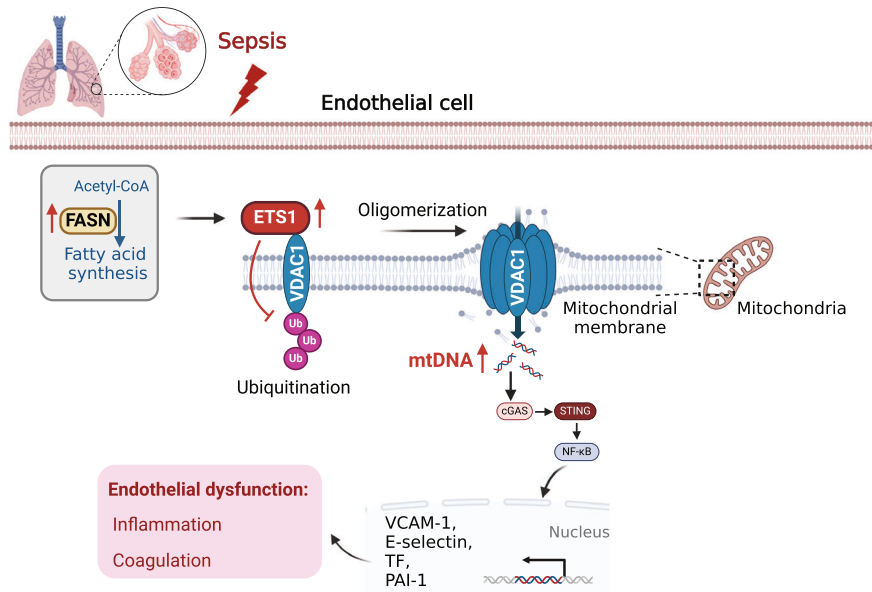 Sepsis
Endothelial cell
Acetyl-CoA
FASN
Fatty acid
synthesis
ETS1
VDAC1
Ub
Ub
Ub
Ubiquitination
Oligomerization
VDAC1
Mitochondrial
membrane
Mitochondria
mtDNA
cGAS
STING
NF-κB
Nucleus
VCAM-1,
E-selectin,
TF,
PAI-1
Endothelial dysfunction:
Inflammation
Coagulation